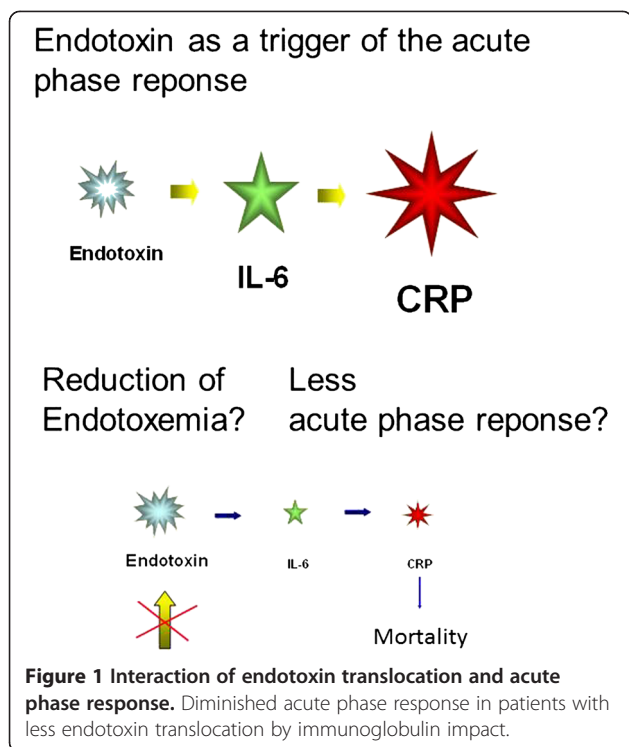 Endotoxin as a trigger of the acute
phase reponse
Endotoxin
IL-6
CRP
Reduction of
Endotoxemia?
Less
acute phase reponse?
Endotoxin
IL-6
CRP
Mortality
Figure 1 Interaction of endotoxin translocation and acute
phase response. Diminished acute phase response in patients with
less endotoxin translocation by immunoglobulin impact.